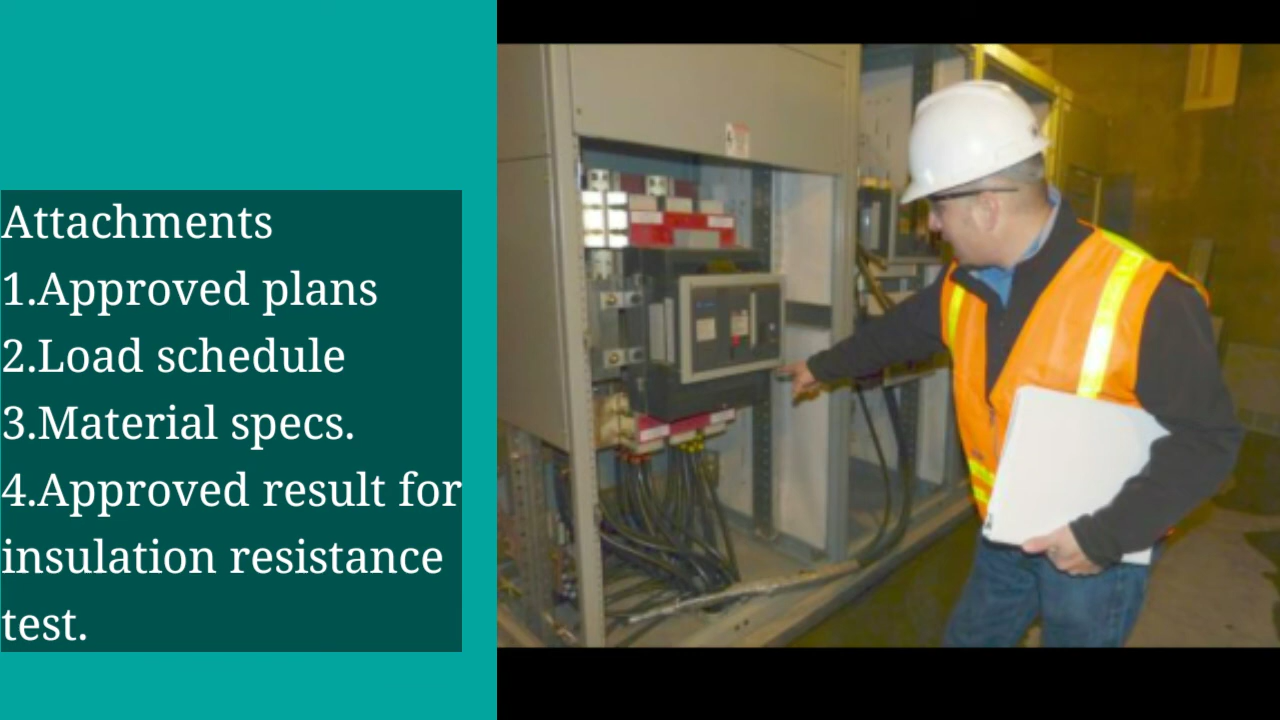 Attachments
1.Approved plans
2.Load schedule
3.Material specs.
4.Approved result for
insulation resistance
test.